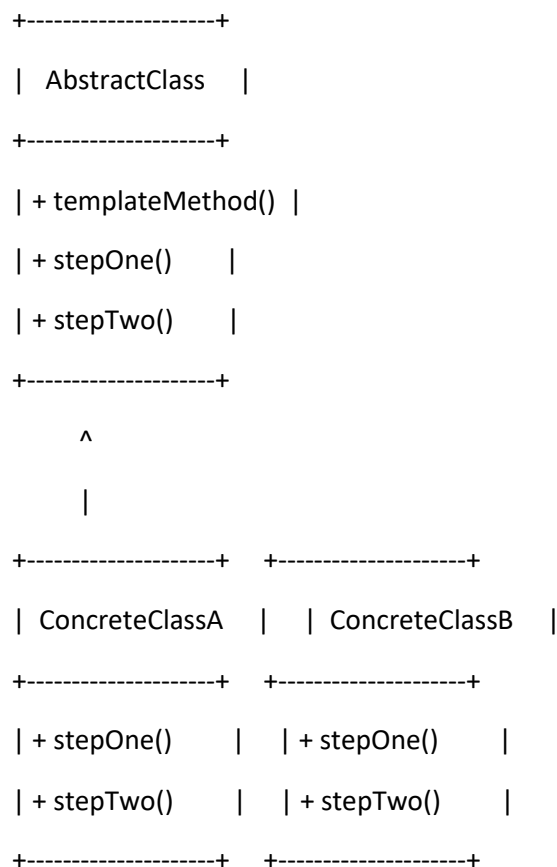 +---------------------+
|   AbstractClass    |
+---------------------+
| + templateMethod()  |
| + stepOne()       |
| + stepTwo()       |
+---------------------+
^
|
+---------------------+    +---------------------+
|  ConcreteClassA    |    |  ConcreteClassB    |
+---------------------+    +---------------------+
| + stepOne()       |   | + stepOne()       |
| + stepTwo()       |   | + stepTwo()       |
+---------------------+    +---------------------+